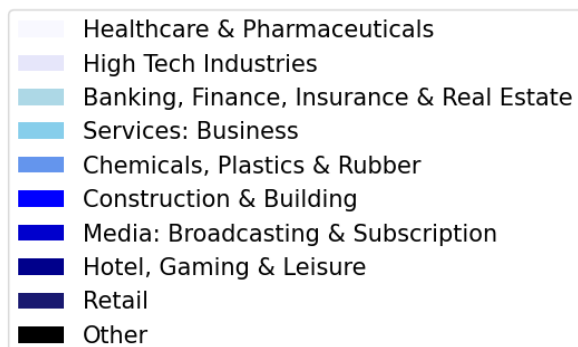 Healthcare & Pharmaceuticals
High Tech Industries
Banking, Finance, Insurance & Real Estate
Services: Business
Chemicals, Plastics & Rubber
Construction & Building
Media: Broadcasting & Subscription
Hotel, Gaming & Leisure
Retail
Other